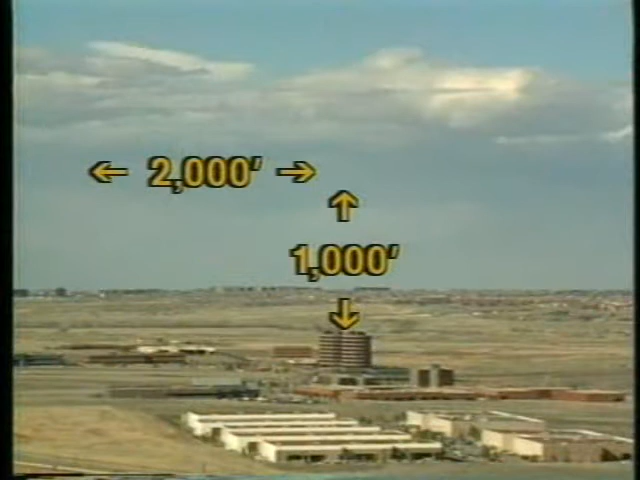 ← 2,000′ →
↑
1,000′
↓